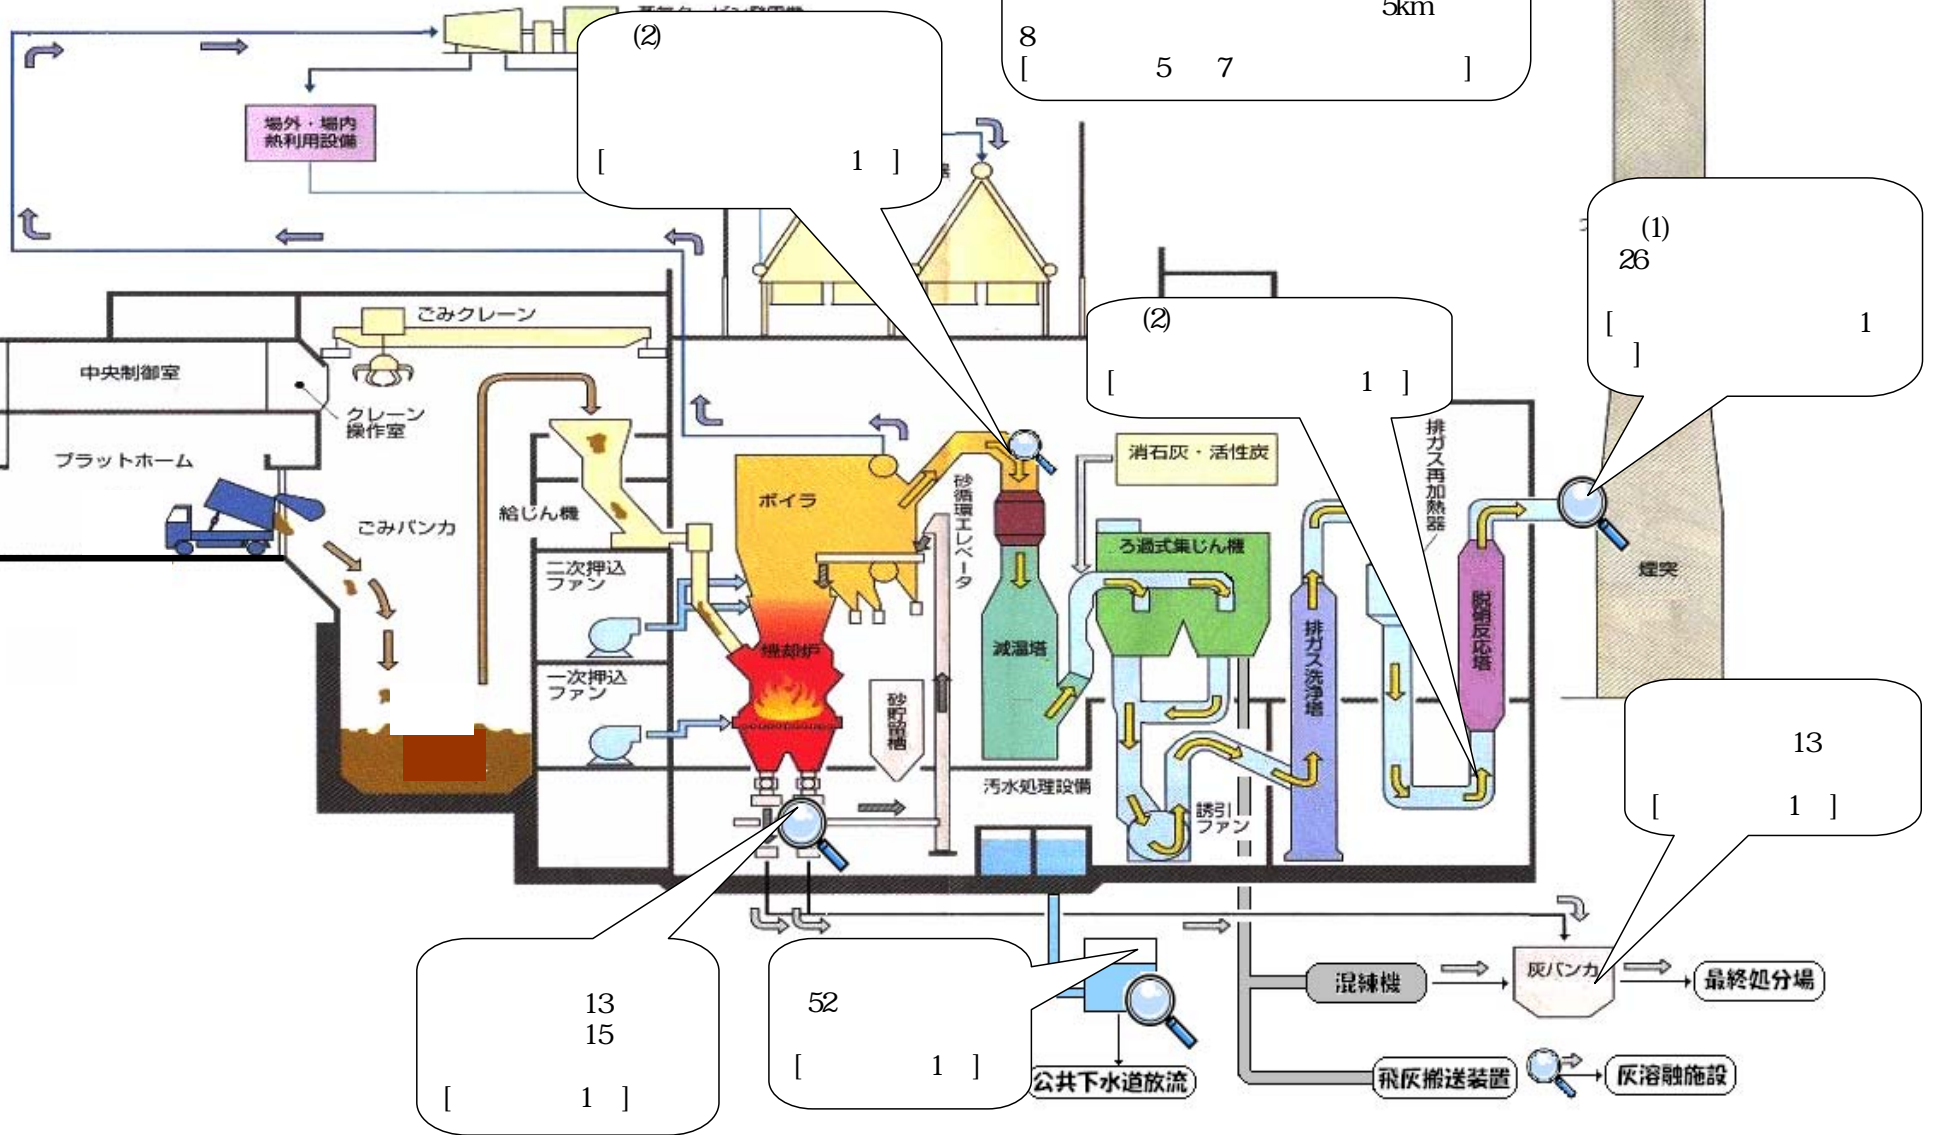 5km
8
[ 5 7 ]
(2)
[ 1 ]
場外・場内
熱利用設備
(1)
26
[ 1
]
(2)
[ 1 ]
ごみクレーン
中央制御室
クレーン
操作室
プラットホーム
ごみバンカ
給じん機
二次押込
ファン
一次押込
ファン
ボイラ
焼却炉
砂貯留槽
砂循環エレベータ
減温塔
消石灰・活性炭
ろ過式集じん機
排ガス洗浄塔
排ガス再加熱器
脱硝反応塔
煙突
汚水処理設備
誘引
ファン
13
[ 1 ]
13
15
[ 1 ]
52
[ 1 ]
公共下水道放流
混練機
灰バンカ
最終処分場
飛灰搬送装置
灰溶融施設